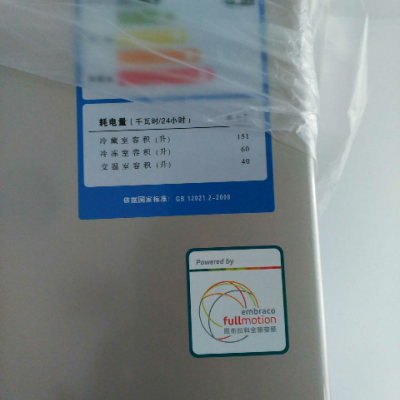 耗电量（千瓦时/24小时）
冷藏室容积（升） 151
冷冻室容积（升） 60
变温室容积（升） 40
依据国家标准：GB 12021.2-2008
Powered by
embraco
fullmotion
恩布拉科全能变频